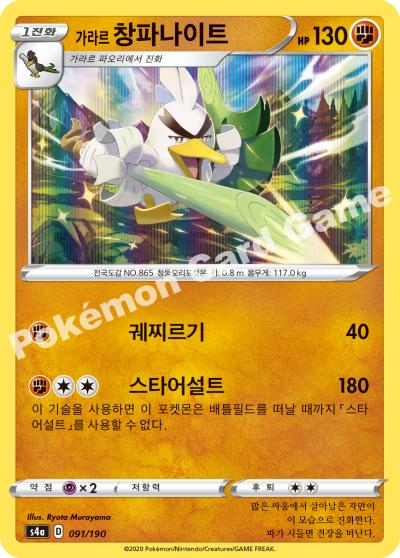 1진화
가라르 창파나이트
HP 130
가라르 파오리에서 진화
전국도감 NO.865 청둥오리포켓몬 키: 0.8 m 몸무게: 117.0 kg
Pokémon Card Game
궤찌르기 40
스타어설트 180
이 기술을 사용하면 이 포켓몬은 배틀필드를 떠날 때까지 「스타
어설트」를 사용할 수 없다.
약점 ×2 저항력 후퇴
Illus. Ryota Murayama
s4a D 091/190
많은 싸움에서 살아남은 자만이
이 모습으로 진화한다.
파가 시들면 전장을 떠난다.
©2020 Pokémon/Nintendo/Creatures/GAME FREAK.